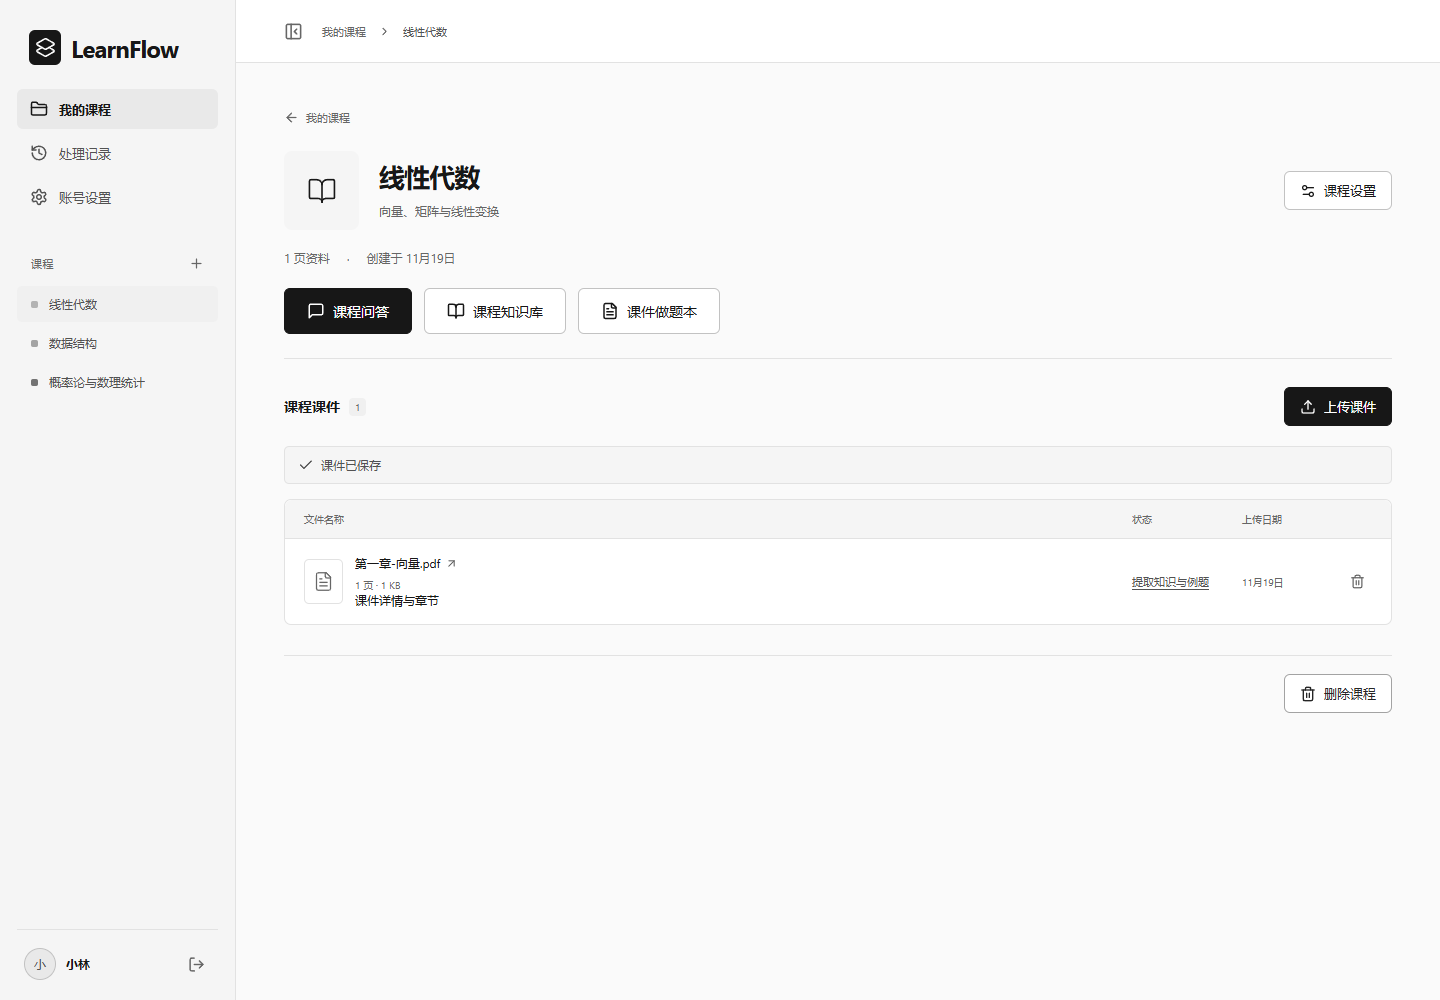 LearnFlow
我的课程
处理记录
账号设置
课程
线性代数
数据结构
概率论与数理统计
小 小林
我的课程 线性代数
我的课程
线性代数
向量、矩阵与线性变换
课程设置
1 页资料 · 创建于 11月19日
课程问答 课程知识库 课件做题本
课程课件 1
上传课件
课件已保存
文件名称 状态 上传日期
第一章-向量.pdf
1 页 · 1 KB
课件详情与章节
提取知识与例题 11月19日
删除课程